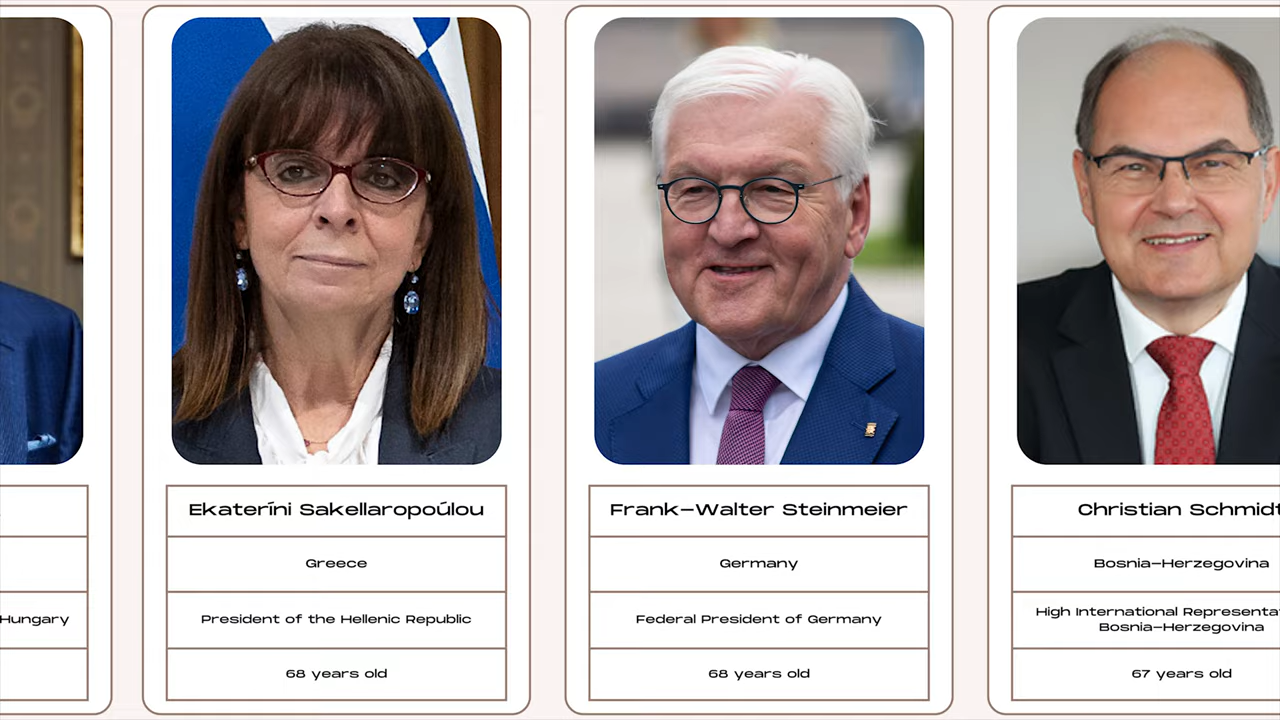 Hungary
Ekateríni Sakellaropoúlou
Greece
President of the Hellenic Republic
68 years old
Frank-Walter Steinmeier
Germany
Federal President of Germany
68 years old
Christian Schmidt
Bosnia-Herzegovina
High International Representa
Bosnia-Herzegovina
67 years old